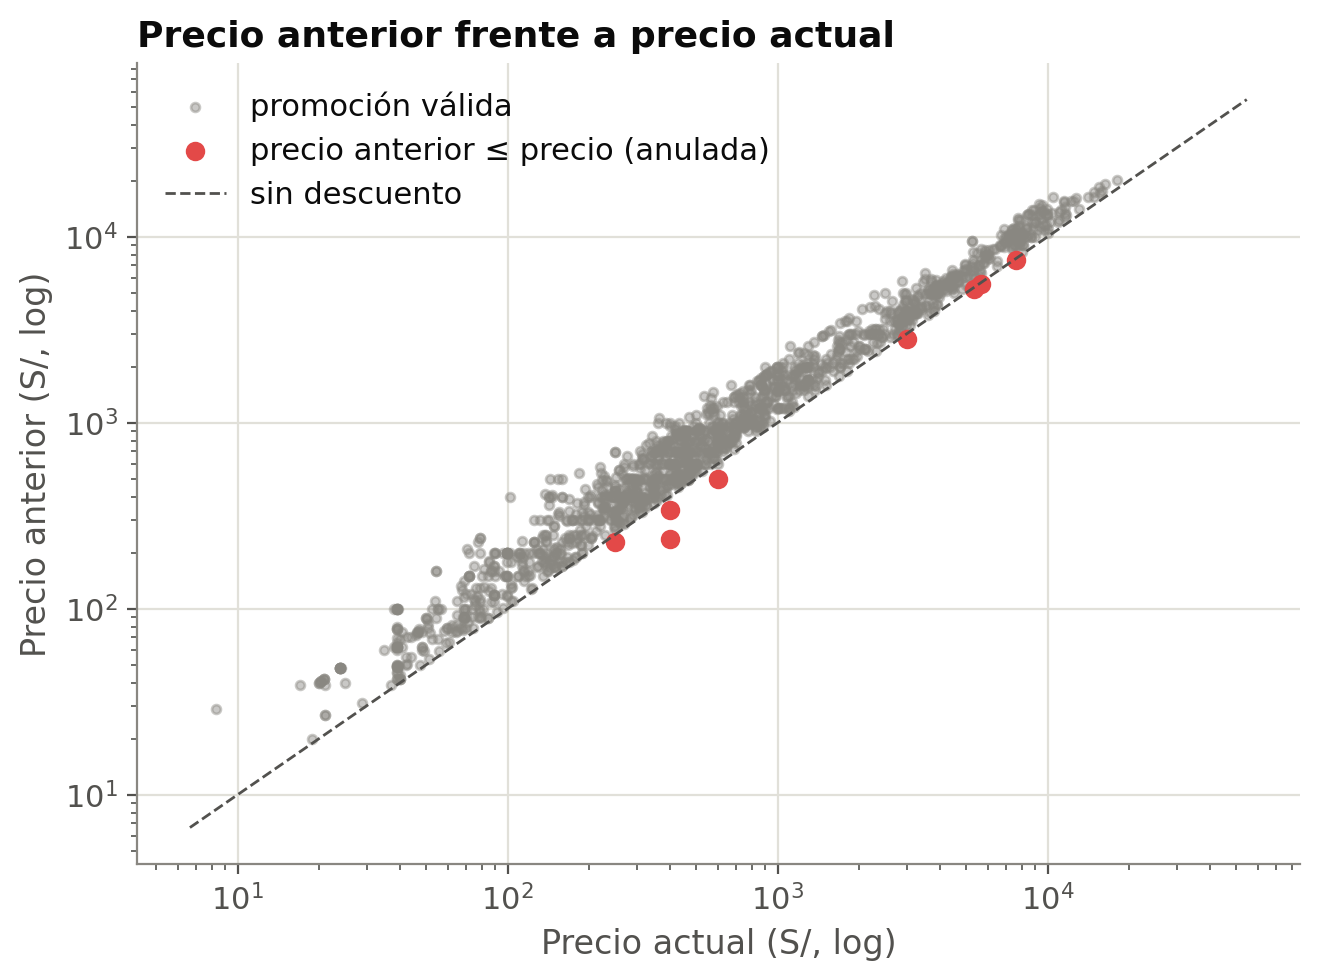 Precio anterior frente a precio actual
promoción válida
precio anterior ≤ precio (anulada)
sin descuento
Precio anterior (S/, log)
10⁴
10³
10²
10¹
10¹ 10² 10³ 10⁴
Precio actual (S/, log)